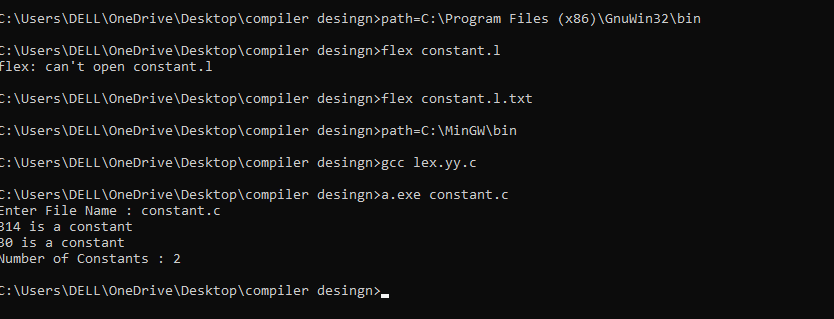 C:\Users\DELL\OneDrive\Desktop\compiler desingn>path=C:\Program Files (x86)\GnuWin32\bin
C:\Users\DELL\OneDrive\Desktop\compiler desingn>flex constant.l
flex: can't open constant.l
C:\Users\DELL\OneDrive\Desktop\compiler desingn>flex constant.l.txt
C:\Users\DELL\OneDrive\Desktop\compiler desingn>path=C:\MinGW\bin
C:\Users\DELL\OneDrive\Desktop\compiler desingn>gcc lex.yy.c
C:\Users\DELL\OneDrive\Desktop\compiler desingn>a.exe constant.c
Enter File Name : constant.c
314 is a constant
30 is a constant
Number of Constants : 2
C:\Users\DELL\OneDrive\Desktop\compiler desingn>